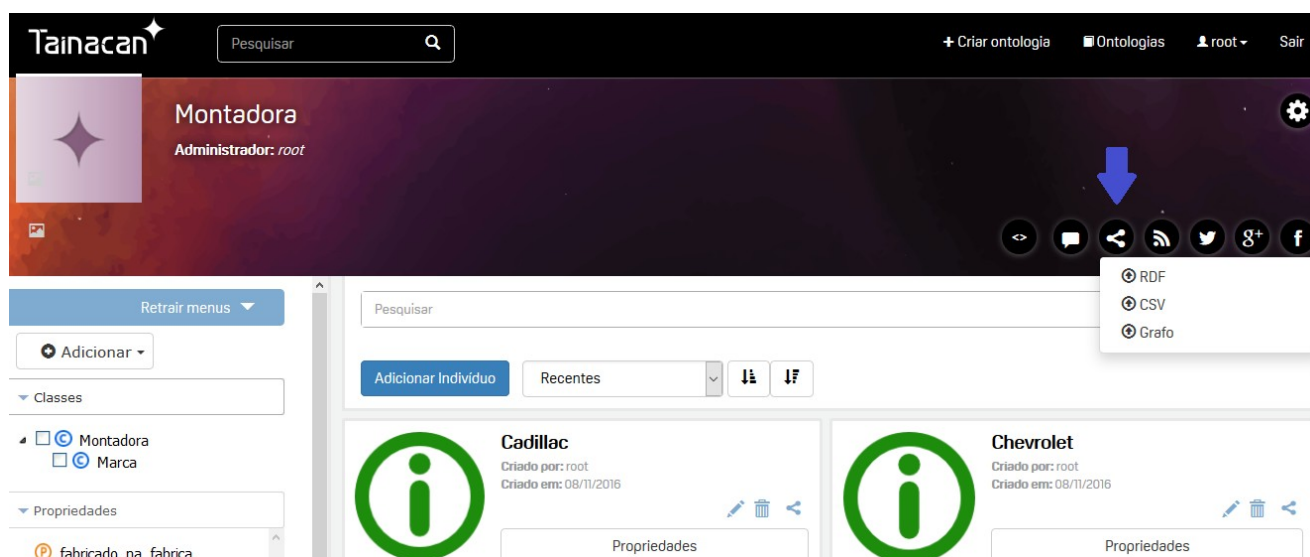 Tainacan
Pesquisar
+ Criar ontologia
Ontologias
root
Sair
Montadora
Administrador: root
<>
g+
f
RDF
CSV
Grafo
Retrair menus
Pesquisar
Adicionar
Adicionar Indivíduo
Recentes
Classes
C Montadora
C Marca
Propriedades
P fabricado_na_fabrica
Cadillac
Criado por: root
Criado em: 08/11/2016
Propriedades
Chevrolet
Criado por: root
Criado em: 08/11/2016
Propriedades